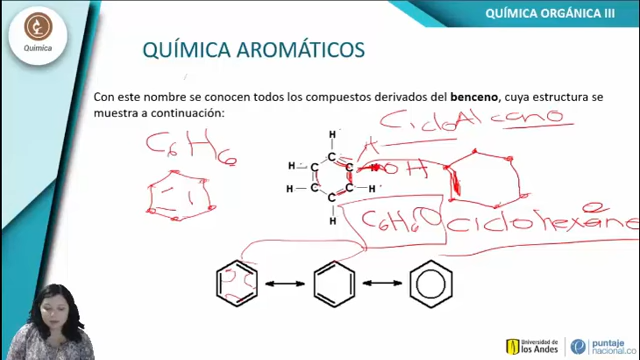 QUÍMICA ORGÁNICA III
Química
QUÍMICA AROMÁTICOS
Con este nombre se conocen todos los compuestos derivados del benceno, cuya estructura se
muestra a continuación:
CicloAlcano
C6H6
H
C
H C C OH
H C C H
C
H
C6H6O
Ciclohexano
Universidad de
los Andes
puntaje
nacional.co